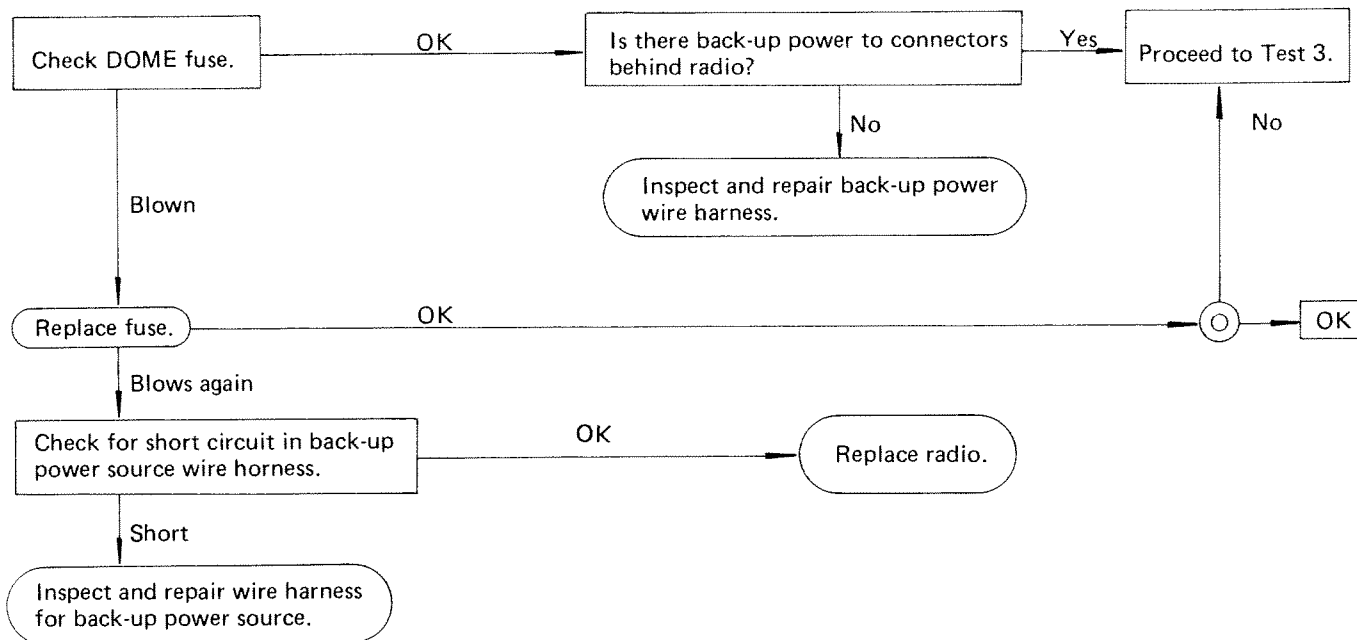 Check DOME fuse.
OK
Is there back-up power to connectors
behind radio?
Yes
Proceed to Test 3.
No
No
Inspect and repair back-up power
wire harness.
Blown
Replace fuse.
OK
OK
Blows again
Check for short circuit in back-up
power source wire horness.
OK
Replace radio.
Short
Inspect and repair wire harness
for back-up power source.